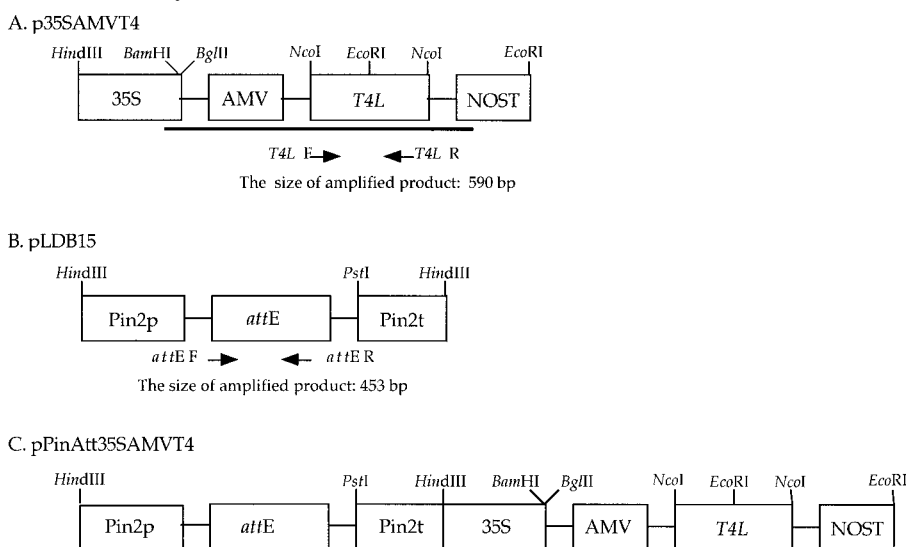 A. p35SAMVT4
HindIII BamHI BglII NcoI EcoRI NcoI EcoRI
35S AMV T4L NOST
T4L F T4L R
The size of amplified product: 590 bp
B. pLDB15
HindIII PstI HindIII
Pin2p attE Pin2t
attE F attE R
The size of amplified product: 453 bp
C. pPinAtt35SAMVT4
HindIII PstI HindIII BamHI BglII NcoI EcoRI NcoI EcoRI
Pin2p attE Pin2t 35S AMV T4L NOST